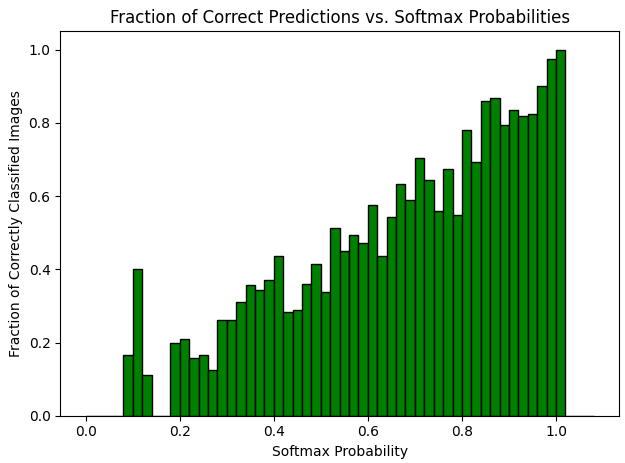 Fraction of Correct Predictions vs. Softmax Probabilities
1.0
0.8
0.6
0.4
0.2
0.0
Fraction of Correctly Classified Images
0.0 0.2 0.4 0.6 0.8 1.0
Softmax Probability